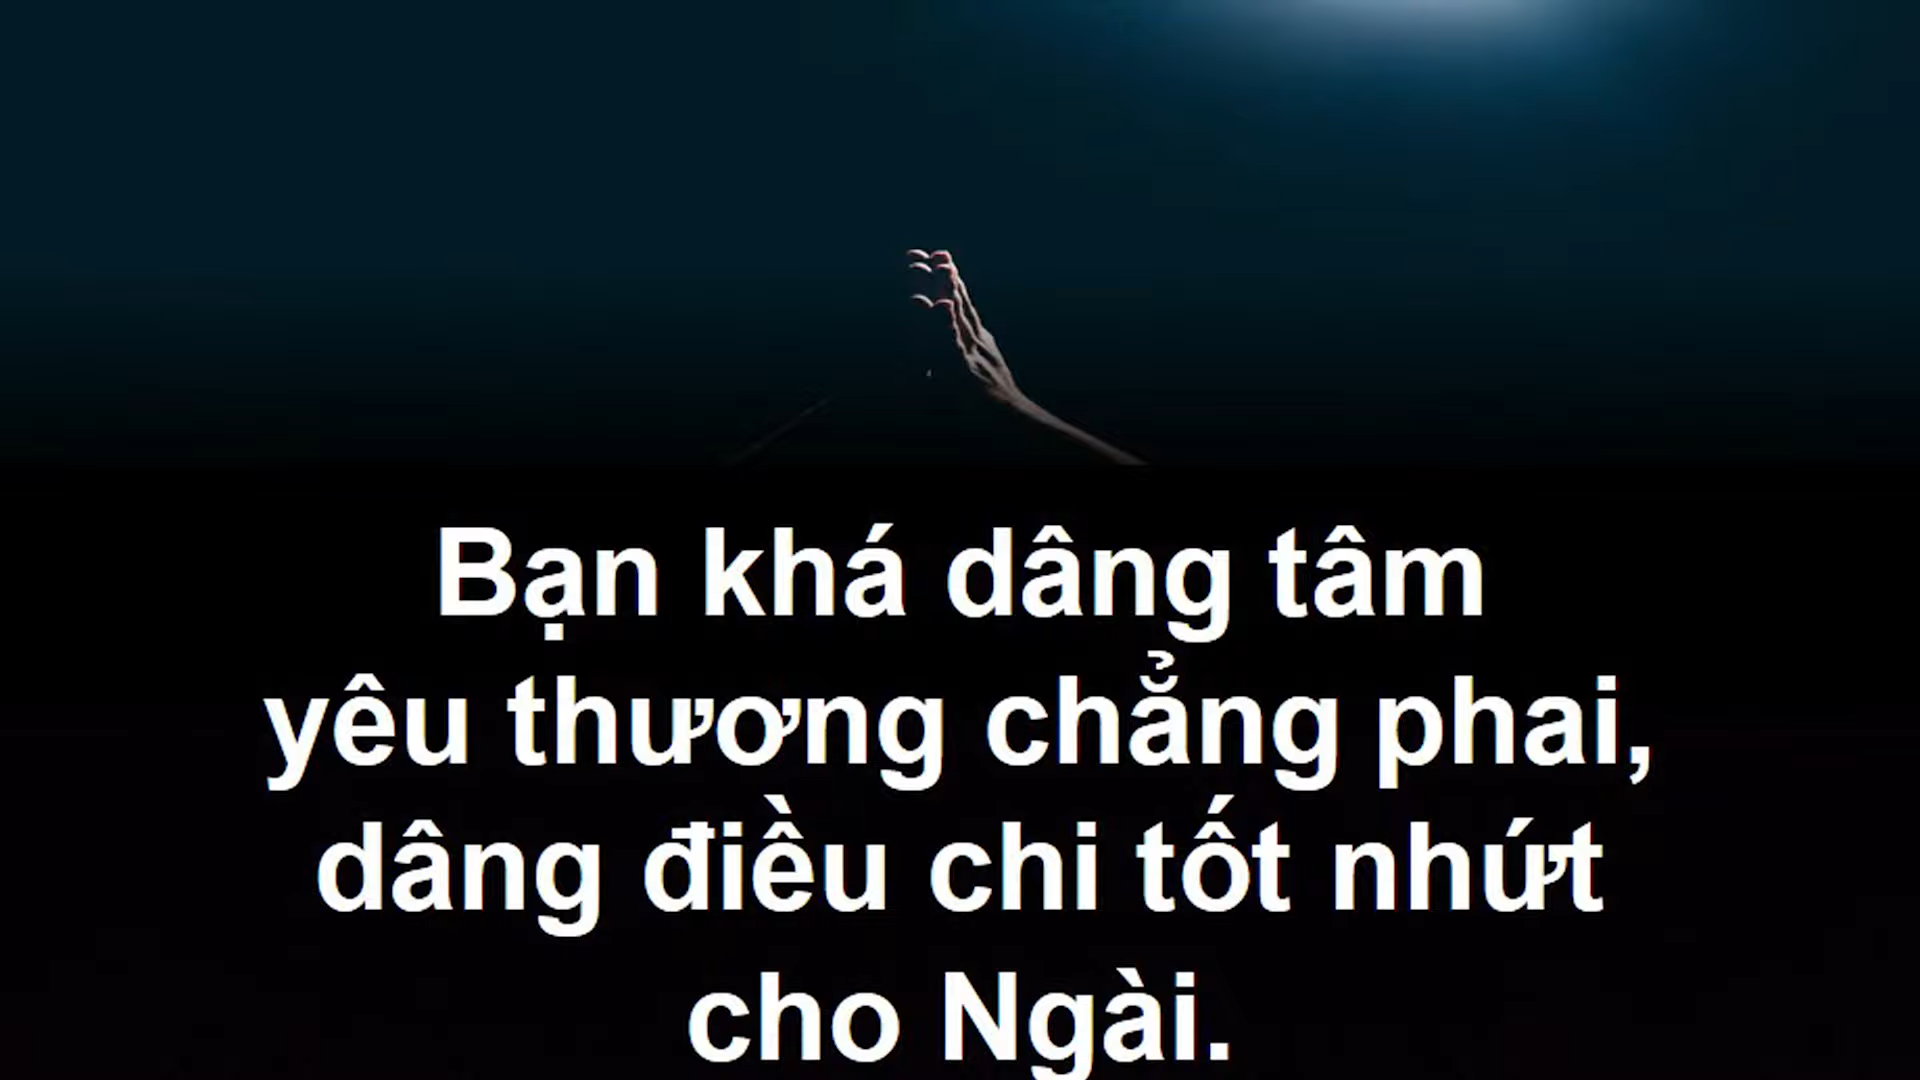 Bạn khá dâng tâm
yêu thương chẳng phai,
dâng điều chi tốt nhứt
cho Ngài.